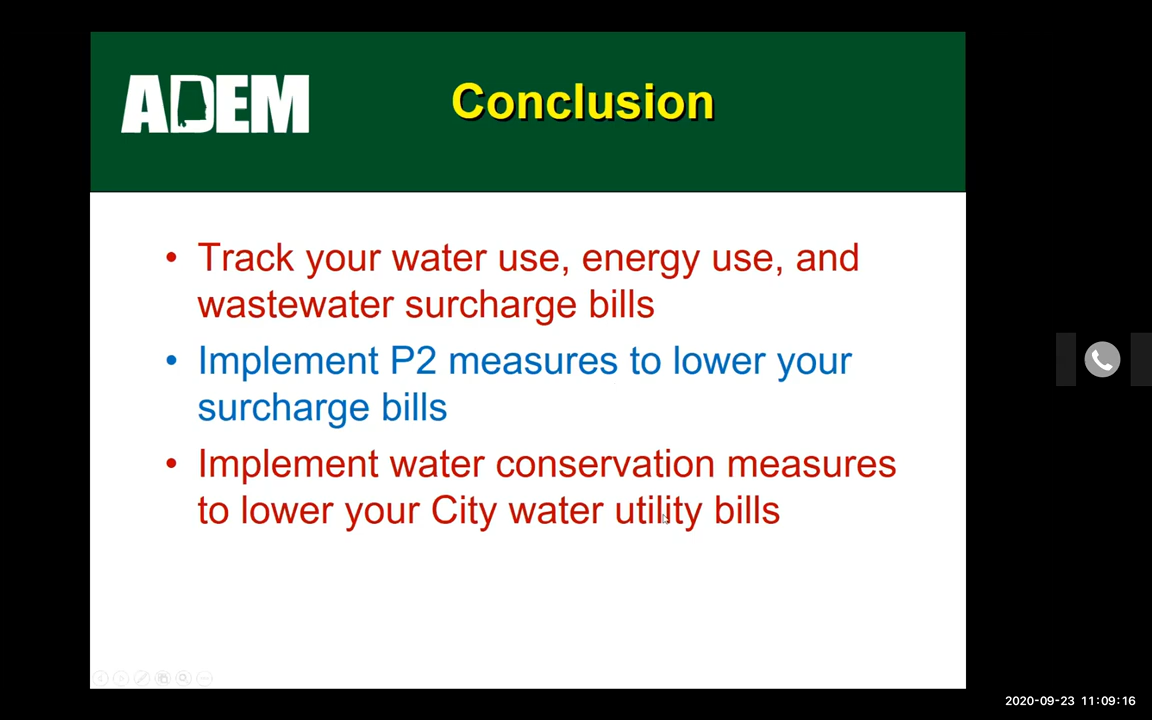 ADEM
Conclusion
• Track your water use, energy use, and
wastewater surcharge bills
• Implement P2 measures to lower your
surcharge bills
• Implement water conservation measures
to lower your City water utility bills
2020-09-23 11:09:16